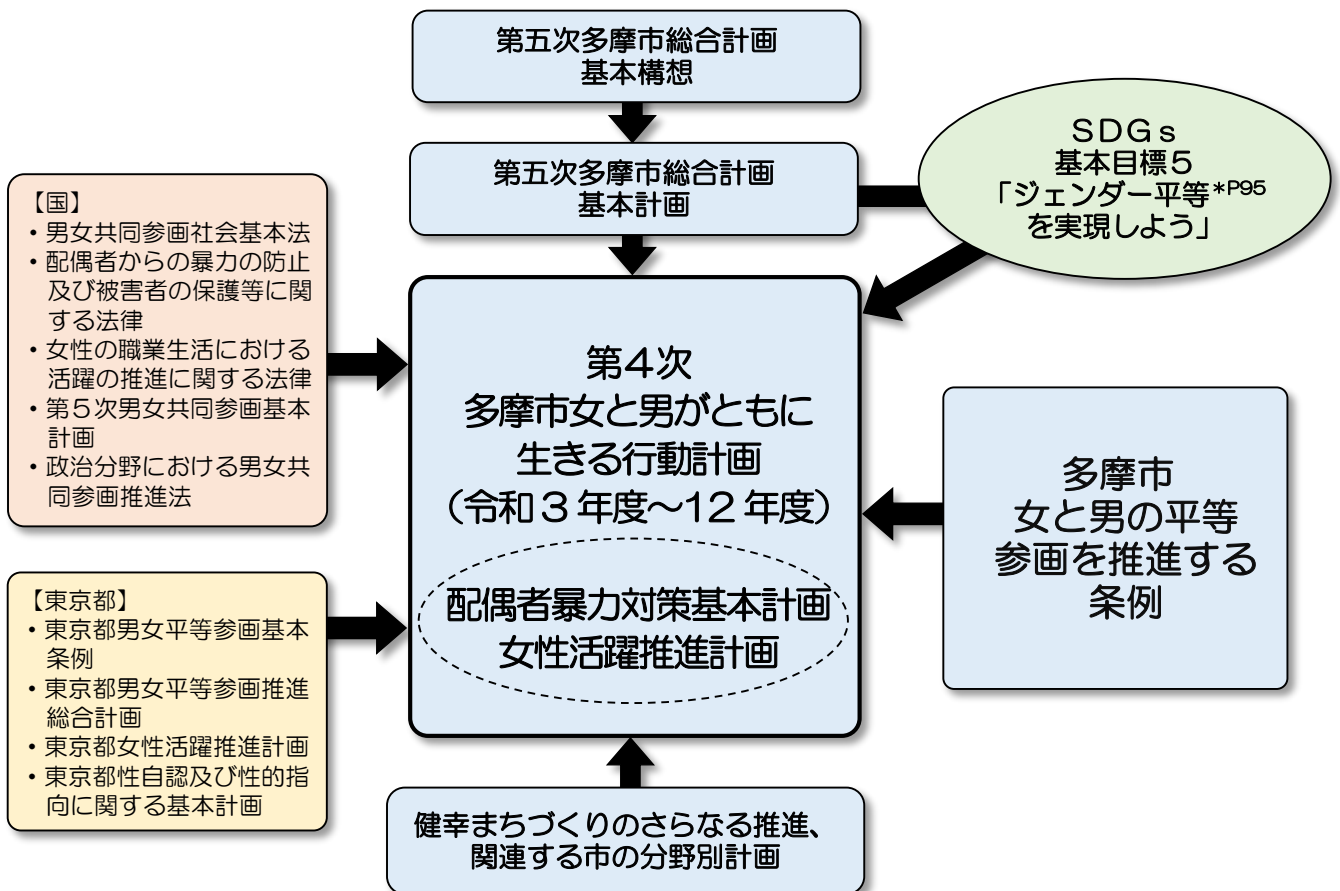 第五次多摩市総合計画
基本構想
第五次多摩市総合計画
基本計画
SDGs
基本目標5
「ジェンダー平等*P95
を実現しよう」
【国】
・男女共同参画社会基本法
・配偶者からの暴力の防止
及び被害者の保護等に関
する法律
・女性の職業生活における
活躍の推進に関する法律
・第5次男女共同参画基本
計画
・政治分野における男女共
同参画推進法
第4次
多摩市女と男がともに
生きる行動計画
(令和3年度~12年度)
配偶者暴力対策基本計画
女性活躍推進計画
多摩市
女と男の平等
参画を推進する
条例
【東京都】
・東京都男女平等参画基本
条例
・東京都男女平等参画推進
総合計画
・東京都女性活躍推進計画
・東京都性自認及び性的指
向に関する基本計画
健幸まちづくりのさらなる推進、
関連する市の分野別計画